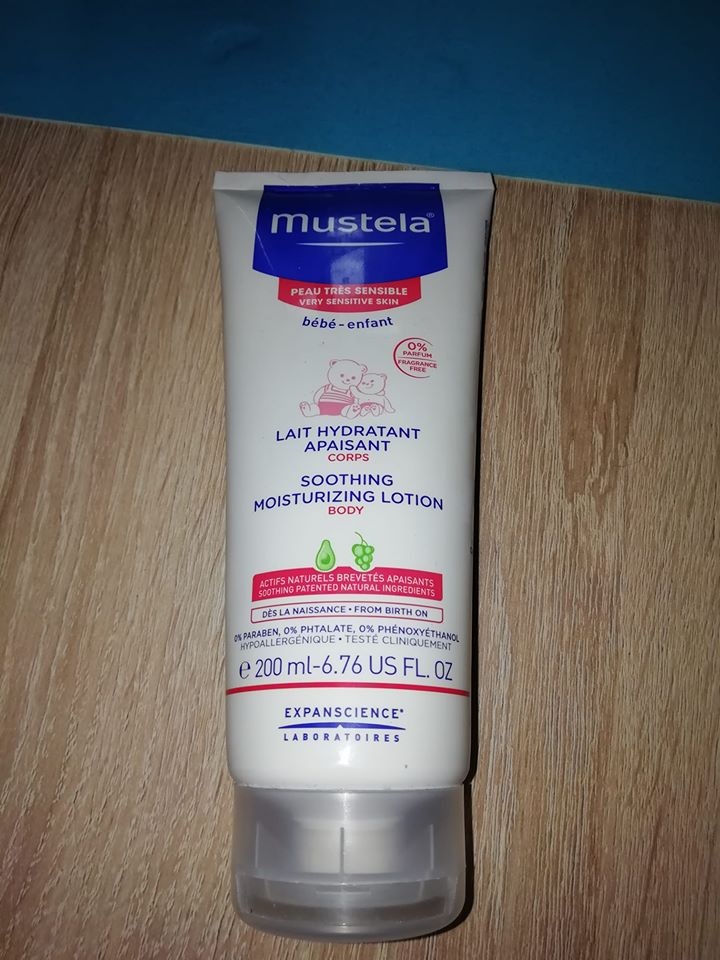 mustela®
PEAU TRÈS SENSIBLE
VERY SENSITIVE SKIN
bébé-enfant
0%
PARFUM
FRAGRANCE
FREE
LAIT HYDRATANT
APAISANT
CORPS
SOOTHING
MOISTURIZING LOTION
BODY
ACTIFS NATURELS BREVETÉS APAISANTS
SOOTHING PATENTED NATURAL INGREDIENTS
DÈS LA NAISSANCE • FROM BIRTH ON
0% PARABEN, 0% PHTALATE, 0% PHÉNOXYÉTHANOL
HYPOALLERGÉNIQUE • TESTÉ CLINIQUEMENT
℮ 200 ml-6.76 US FL. OZ
EXPANSCIENCE*
LABORATOIRES